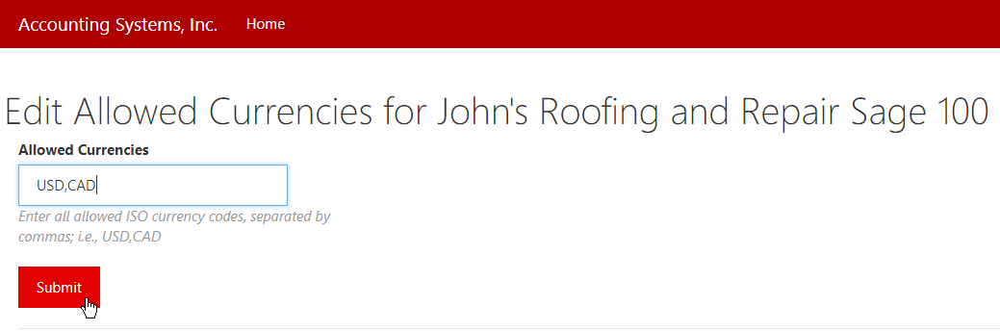 Accounting Systems, Inc. Home
Edit Allowed Currencies for John's Roofing and Repair Sage 100
Allowed Currencies
USD,CAD
Enter all allowed ISO currency codes, separated by
commas; i.e., USD,CAD
Submit